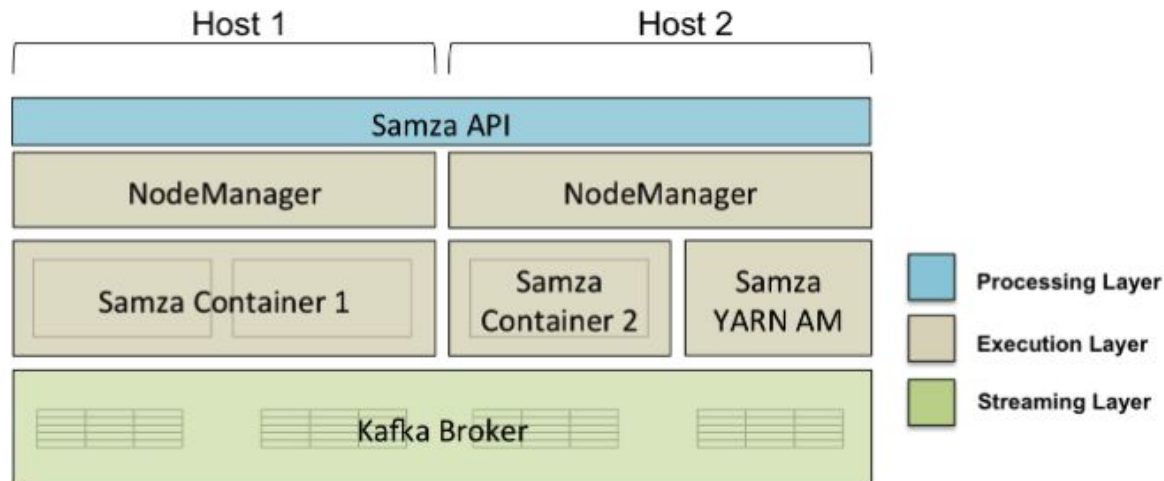 Host 1
Host 2
Samza API
NodeManager
NodeManager
Samza Container 1
Samza
Container 2
Samza
YARN AM
Kafka Broker
Processing Layer
Execution Layer
Streaming Layer